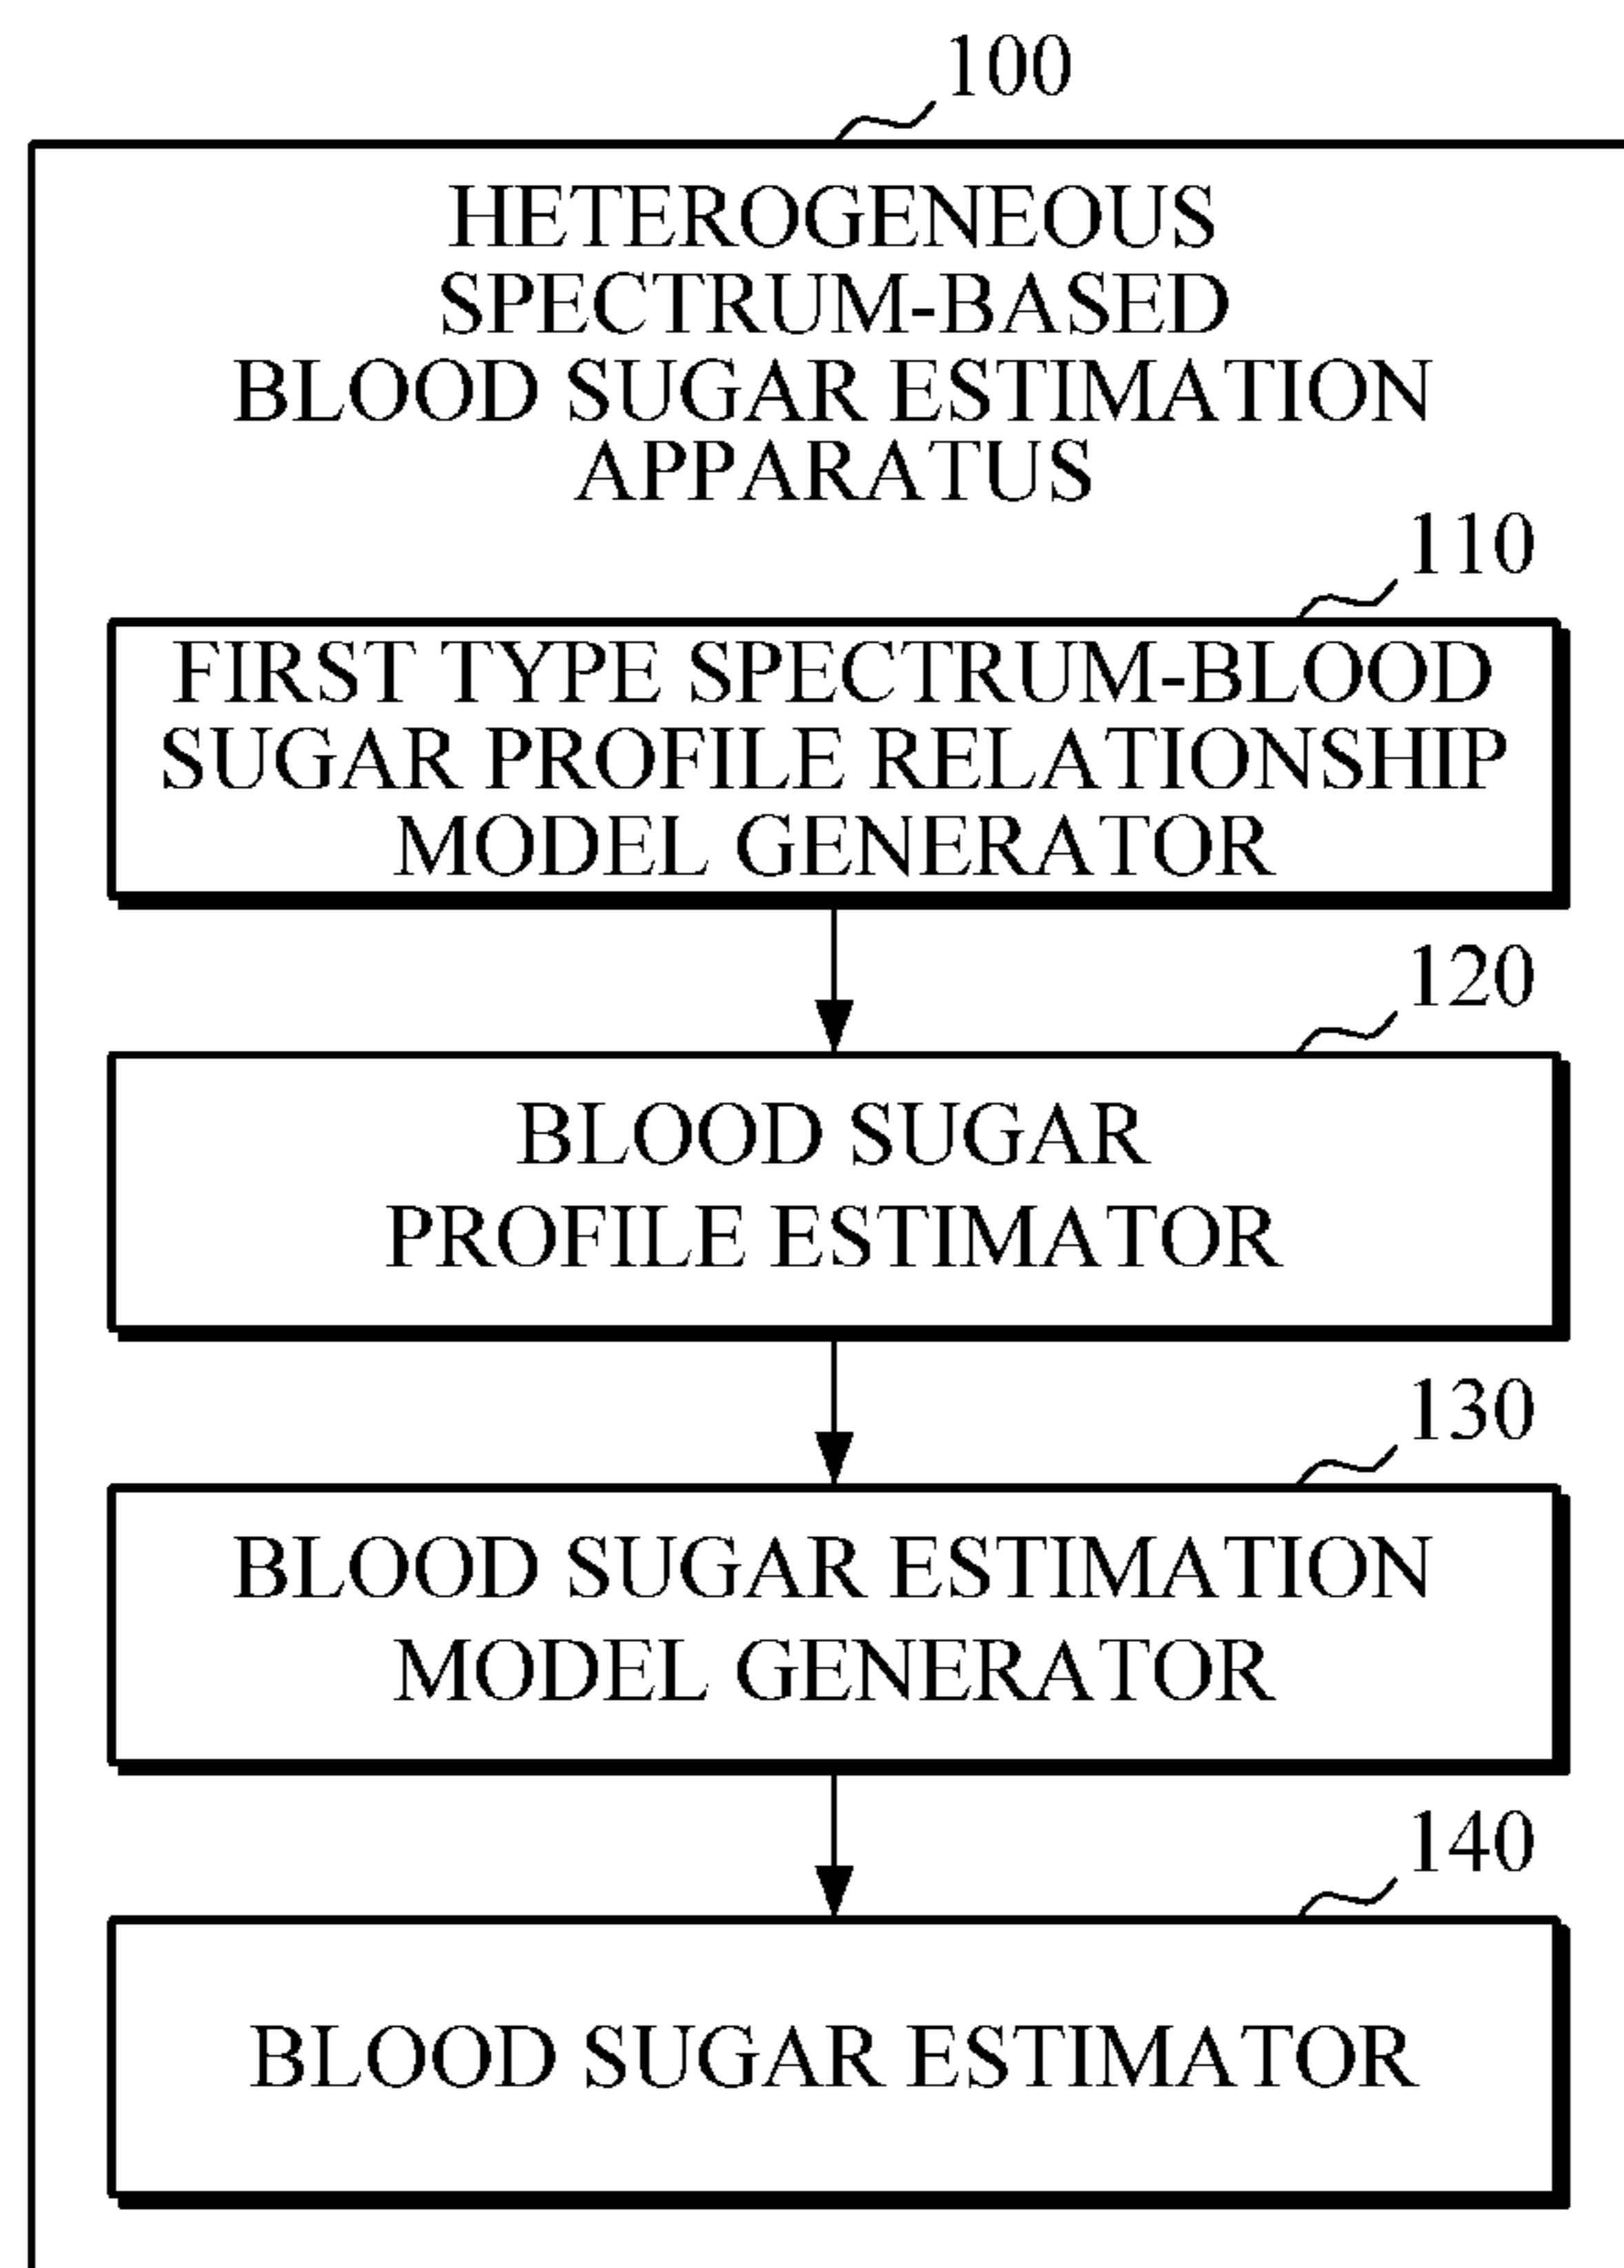 100
HETEROGENEOUS
SPECTRUM-BASED
BLOOD SUGAR ESTIMATION
APPARATUS
110
FIRST TYPE SPECTRUM-BLOOD
SUGAR PROFILE RELATIONSHIP
MODEL GENERATOR
120
BLOOD SUGAR
PROFILE ESTIMATOR
130
BLOOD SUGAR ESTIMATION
MODEL GENERATOR
140
BLOOD SUGAR ESTIMATOR